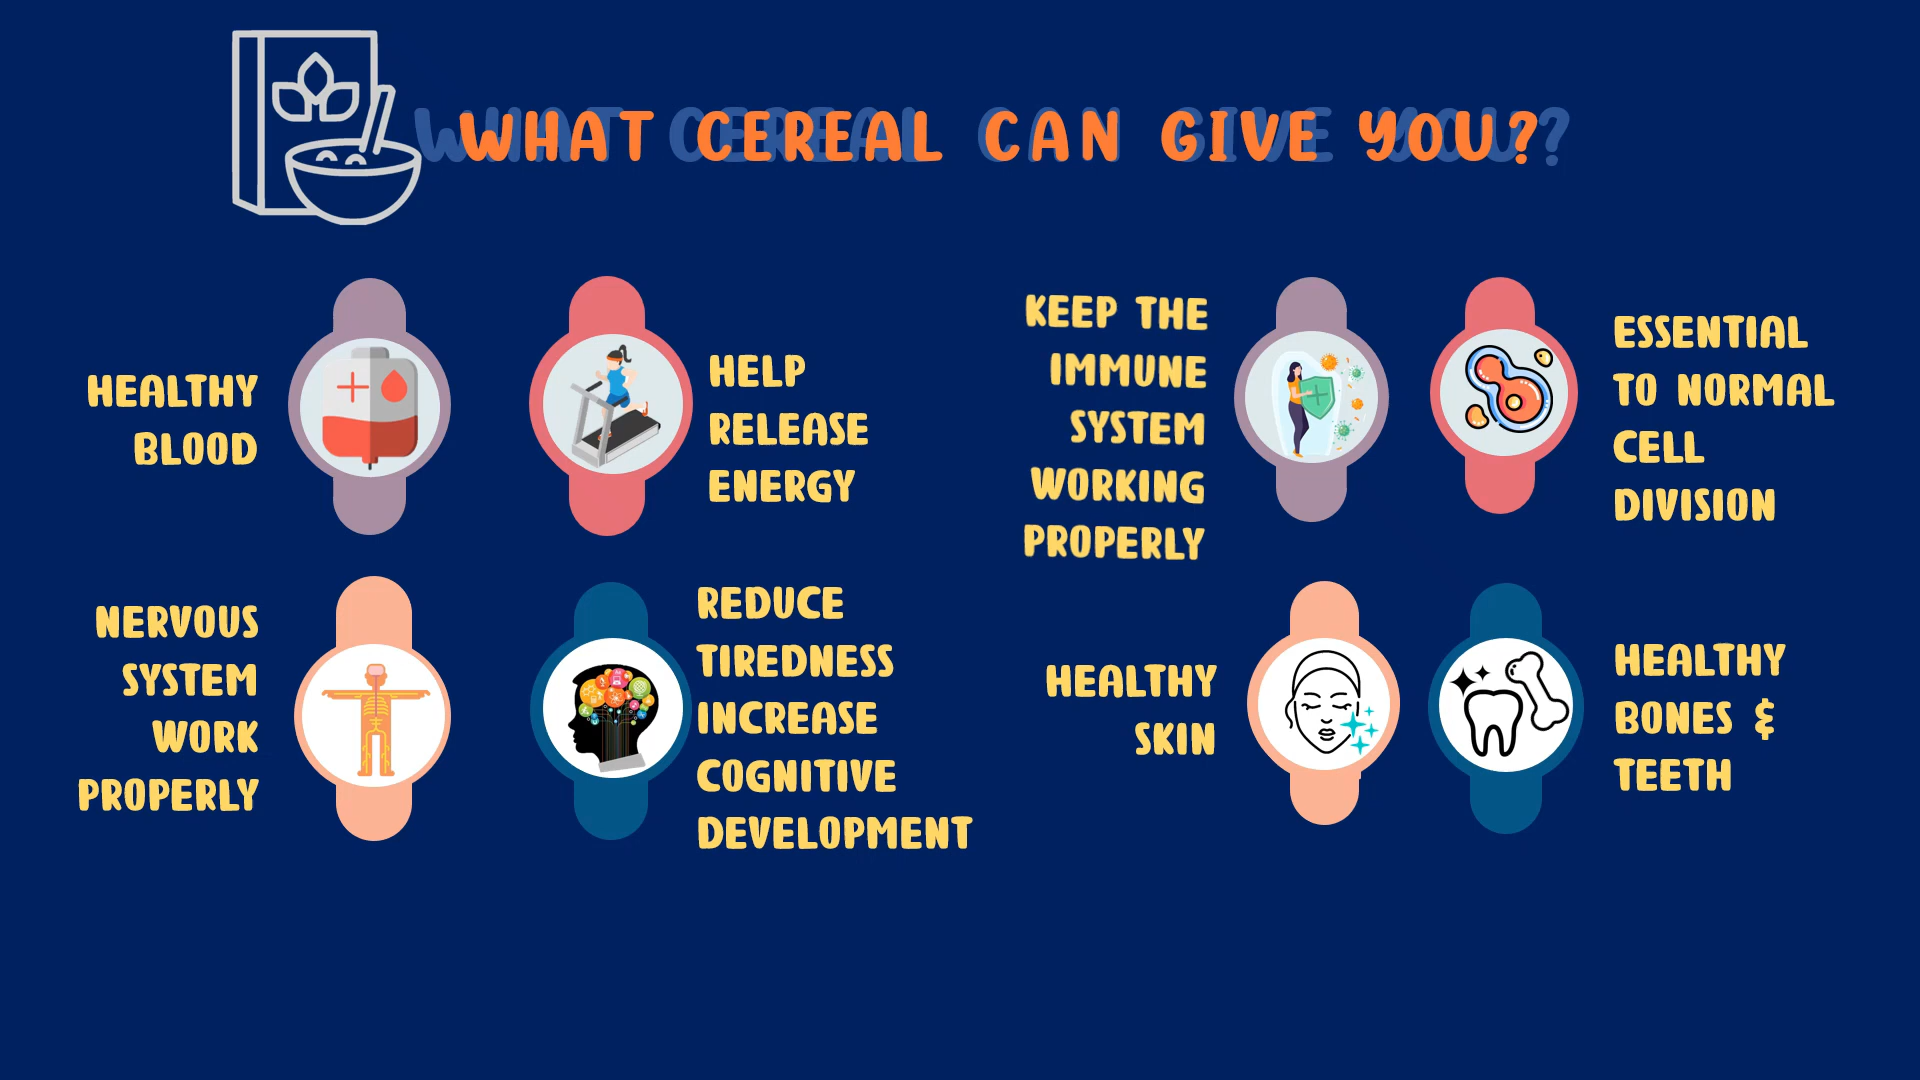 WHAT CEREAL CAN GIVE YOU?
HEALTHY
BLOOD
HELP
RELEASE
ENERGY
KEEP THE
IMMUNE
SYSTEM
WORKING
PROPERLY
ESSENTIAL
TO NORMAL
CELL
DIVISION
NERVOUS
SYSTEM
WORK
PROPERLY
REDUCE
TIREDNESS
INCREASE
COGNITIVE
DEVELOPMENT
HEALTHY
SKIN
HEALTHY
BONES &
TEETH